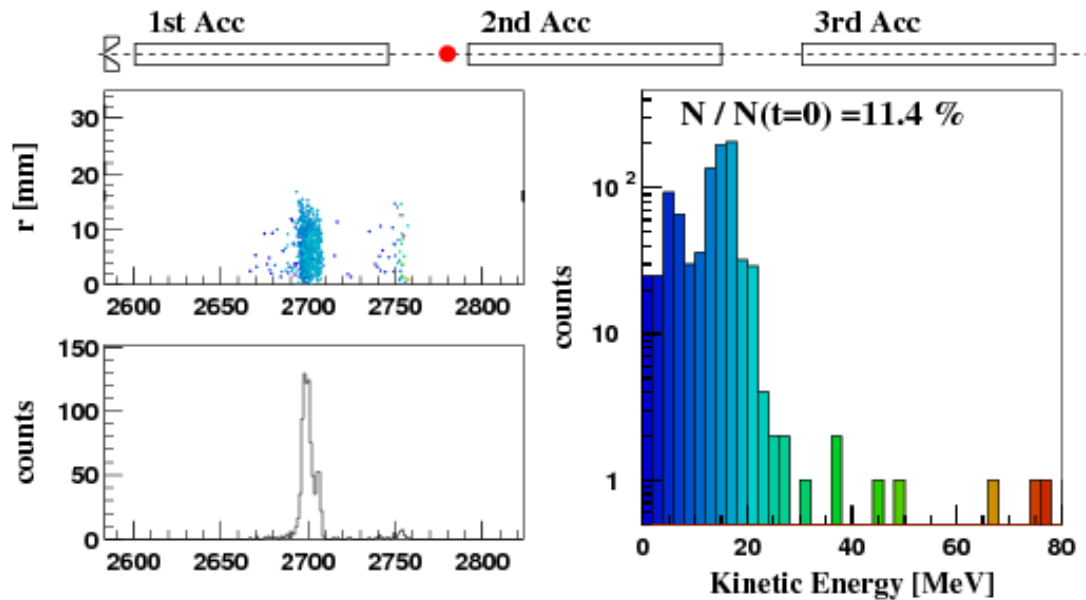 1st Acc 2nd Acc 3rd Acc
r [mm]
30
20
10
0
2600 2650 2700 2750 2800
counts
150
100
50
0
2600 2650 2700 2750 2800
N / N(t=0) =11.4 %
counts
10 2
10
1
0 20 40 60 80
Kinetic Energy [MeV]